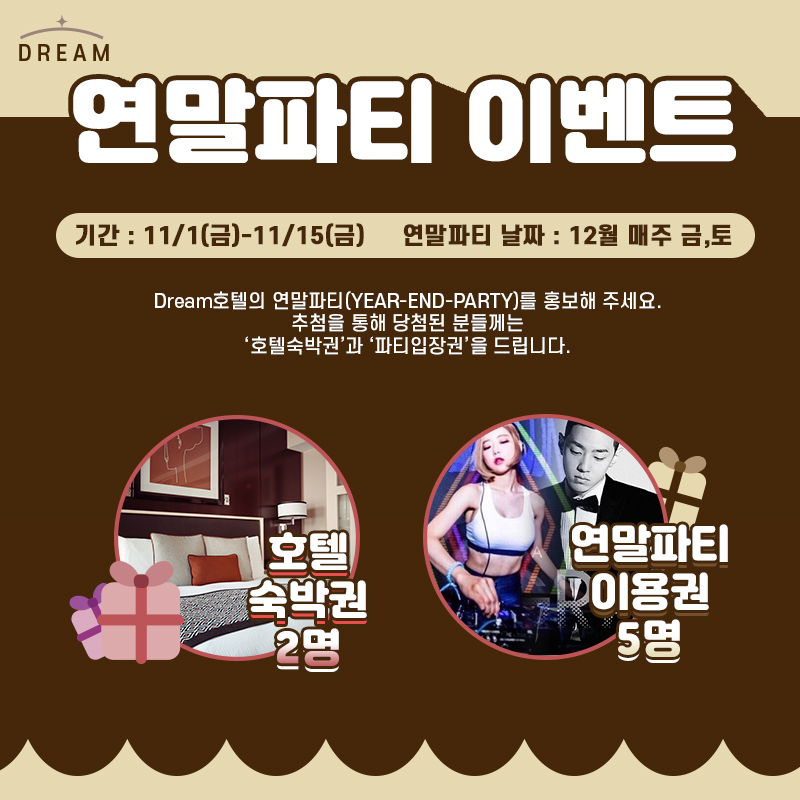 DREAM
연말파티 이벤트
기간 : 11/1(금)-11/15(금) 연말파티 날짜 : 12월 매주 금,토
Dream호텔의 연말파티(YEAR-END-PARTY)를 홍보해 주세요.
추첨을 통해 당첨된 분들께는
‘호텔숙박권’과 ‘파티입장권’을 드립니다.
호텔
숙박권
2명
연말파티
이용권
5명